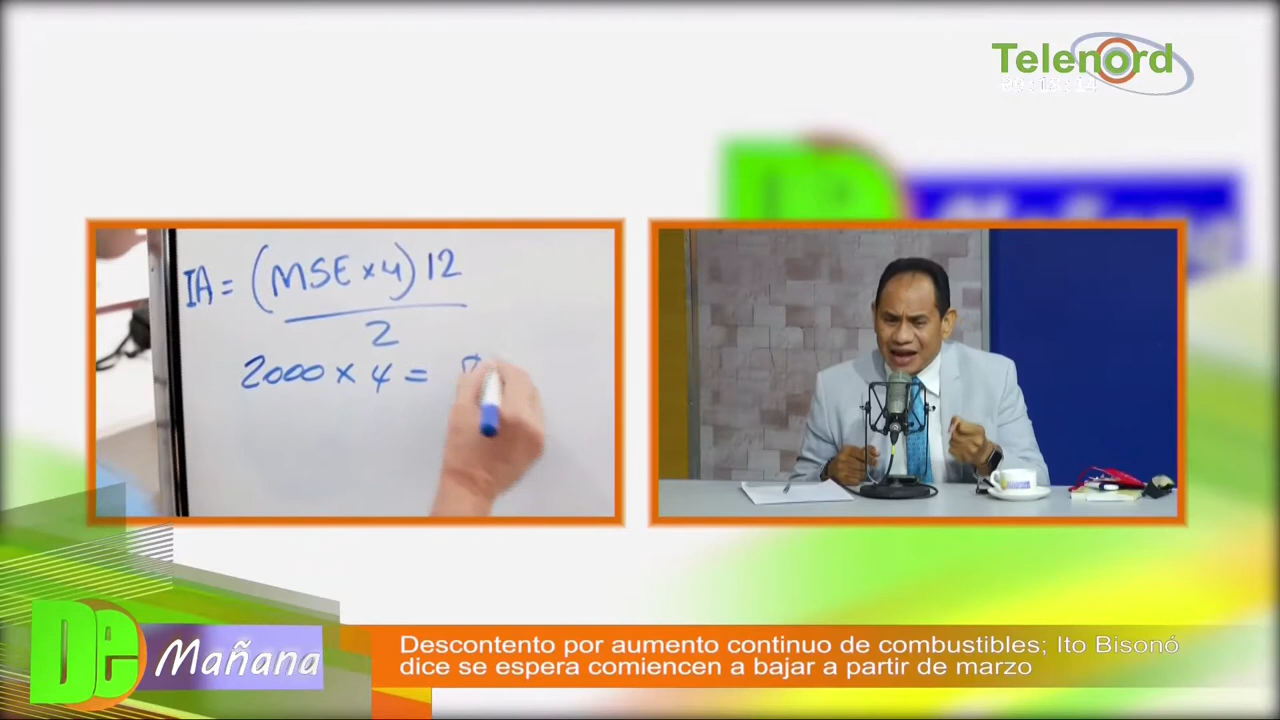 Telenord
IA = (MSE x 4) 12
2
2000 x 4 =
De
Mañana
Descontento por aumento continuo de combustibles; Ito Bisonó
dice se espera comiencen a bajar a partir de marzo